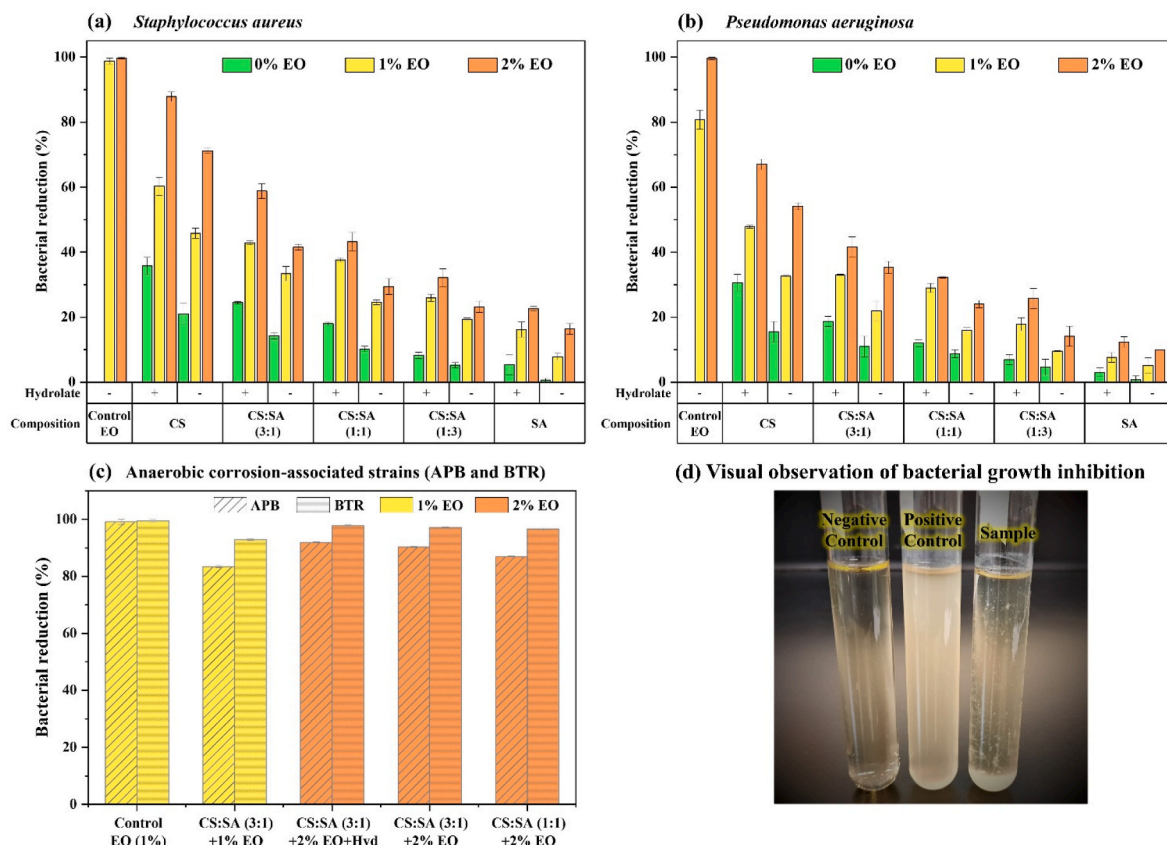 (a) Staphylococcus aureus
0% EO 1% EO 2% EO
Bacterial reduction (%)
100
80
60
40
20
0
Hydrolate - + - + - + - + - + -
Composition Control EO CS CS:SA (3:1) CS:SA (1:1) CS:SA (1:3) SA
(b) Pseudomonas aeruginosa
0% EO 1% EO 2% EO
Bacterial reduction (%)
100
80
60
40
20
0
Hydrolate - + - + - + - + - + -
Composition Control EO CS CS:SA (3:1) CS:SA (1:1) CS:SA (1:3) SA
(c) Anaerobic corrosion-associated strains (APB and BTR)
APB BTR 1% EO 2% EO
Bacterial reduction (%)
100
80
60
40
20
0
Control CS:SA (3:1) CS:SA (3:1) CS:SA (3:1) CS:SA (1:1)
EO (1%) +1% EO +2% EO+Hyd +2% EO +2% EO
(d) Visual observation of bacterial growth inhibition
Negative Control
Positive Control
Sample